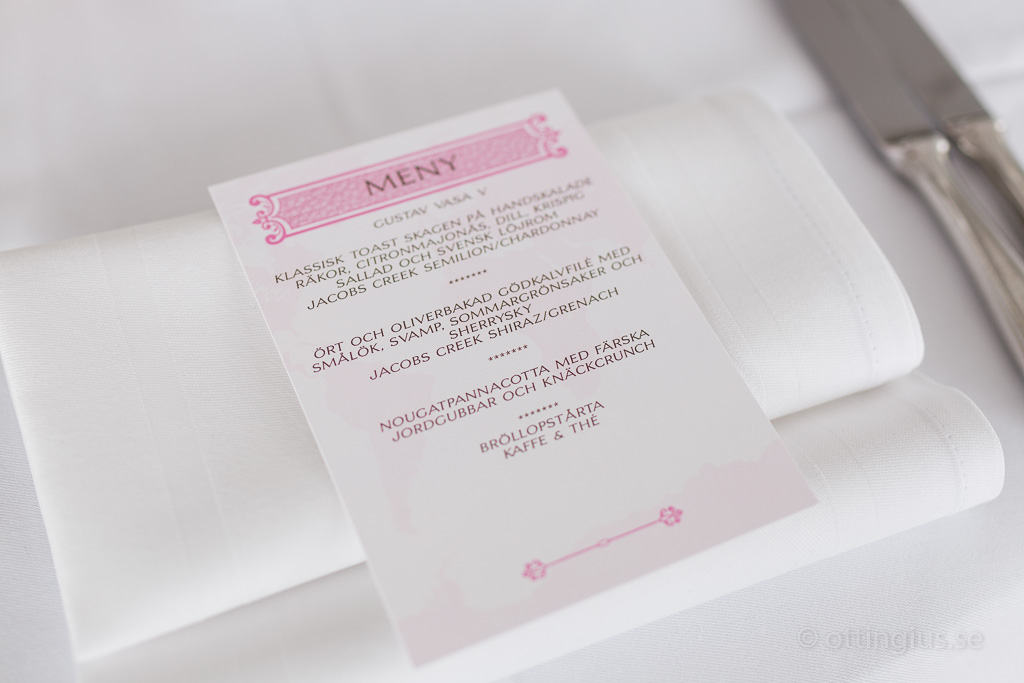 MENY
GUSTAV VASA V
KLASSISK TOAST SKAGEN PÅ HANDSKALADE
RÄKOR, CITRONMAJONÄS, DILL, KRISPIG
SALLAD OCH SVENSK LÖJROM
JACOBS CREEK SEMILION/CHARDONNAY
*******
ÖRT OCH OLIVERBAKAD GÖDKALVFILÉ MED
SMÅLÖK, SVAMP, SOMMARGRÖNSAKER OCH
SHERRYSKY
JACOBS CREEK SHIRAZ/GRENACH
*******
NOUGATPANNACOTTA MED FÄRSKA
JORDGUBBAR OCH KNÄCKCRUNCH
*******
BRÖLLOPSTÅRTA
KAFFE & THÉ
© ottingius.se